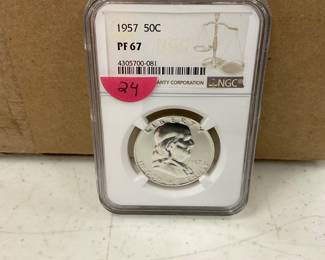 1957 50C
PF 67
4305700-081
NGC
24
LIBERTY